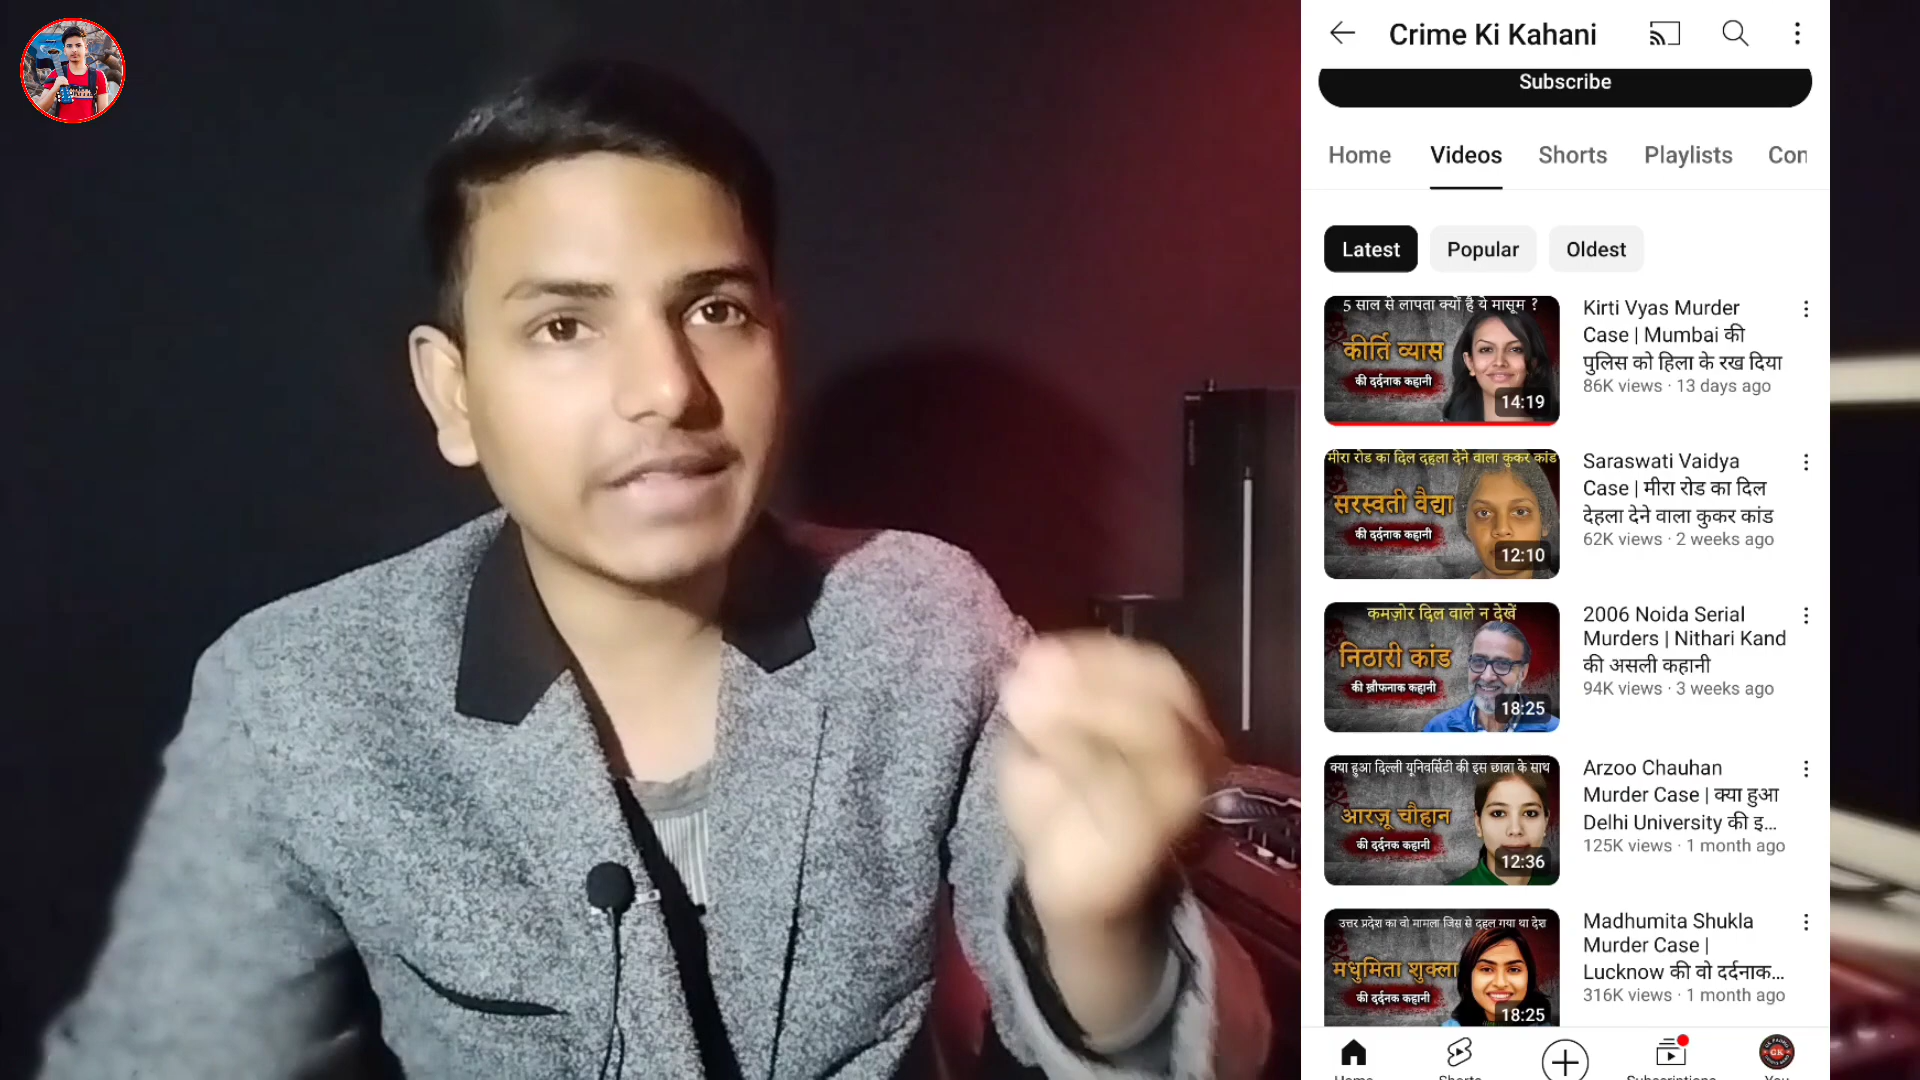 Crime Ki Kahani
Subscribe
Home Videos Shorts Playlists Con
Latest Popular Oldest
5 साल से लापता क्यों है ये मासूम ?
कीर्ति व्यास
की दर्दनाक कहानी
14:19
Kirti Vyas Murder
Case | Mumbai की
पुलिस को हिला के रख दिया
86K views · 13 days ago
मीरा रोड का दिल दहला देने वाला कुकर कांड
सरस्वती वैद्या
की दर्दनाक कहानी
12:10
Saraswati Vaidya
Case | मीरा रोड का दिल
देहला देने वाला कुकर कांड
62K views · 2 weeks ago
कमज़ोर दिल वाले न देखें
निठारी कांड
की ख़ौफनाक कहानी
18:25
2006 Noida Serial
Murders | Nithari Kand
की असली कहानी
94K views · 3 weeks ago
क्या हुआ दिल्ली यूनिवर्सिटी की इस छात्रा के साथ
आरजू चौहान
की दर्दनक कहानी
12:36
Arzoo Chauhan
Murder Case | क्या हुआ
Delhi University की इ...
125K views · 1 month ago
उत्तर प्रदेश का वो मामला जिस से दहल गया था देश
मधुमिता शुक्ला
की दर्दनाक कहानी
18:25
Madhumita Shukla
Murder Case |
Lucknow की वो दर्दनाक...
316K views · 1 month ago
Home Shorts Subscriptions You